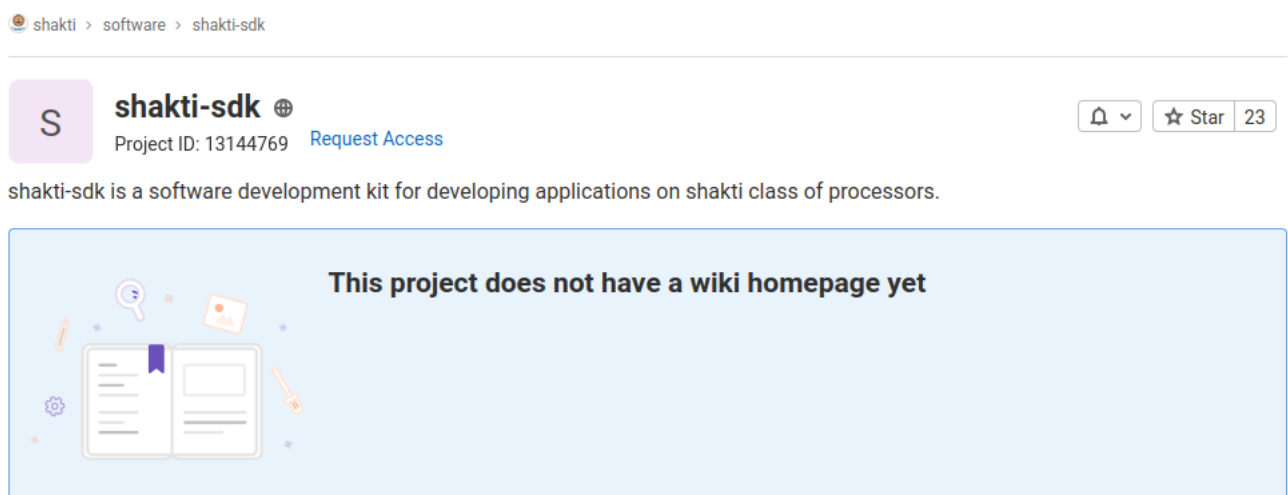 shakti > software > shakti-sdk
S
shakti-sdk
Project ID: 13144769 Request Access
Star 23
shakti-sdk is a software development kit for developing applications on shakti class of processors.
This project does not have a wiki homepage yet